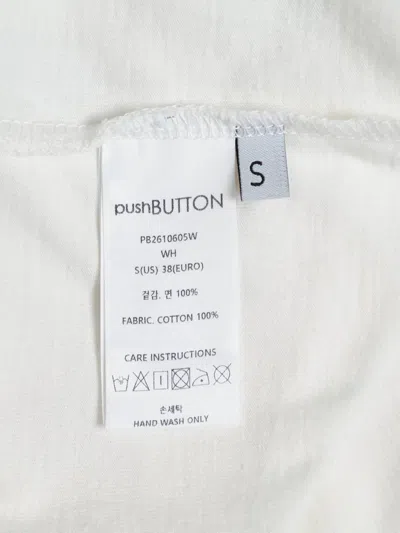 S
pushBUTTON
PB2610605W
WH
S(US) 38(EURO)
겉감. 면 100%
FABRIC. COTTON 100%
CARE INSTRUCTIONS
손세탁
HAND WASH ONLY